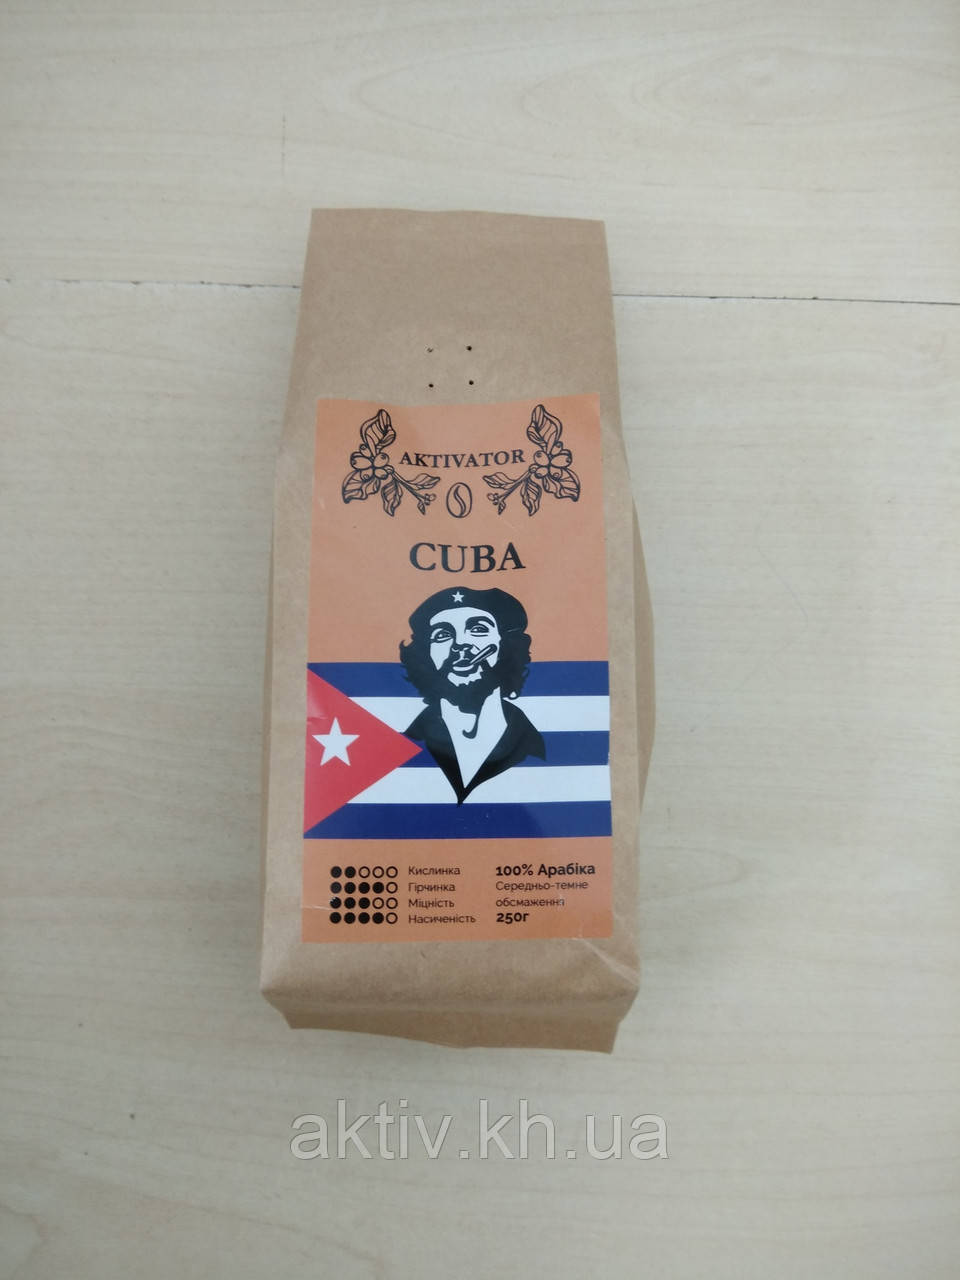 AKTIVATOR
CUBA
Кислинка
Гірчинка
Міцність
Насиченість
100% Арабіка
Середньо-темне
обсмаження
250г
aktiv.kh.ua